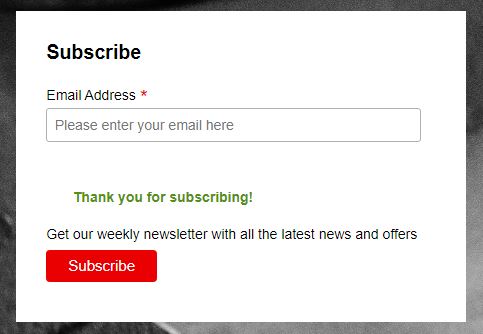 Subscribe
Email Address *
Please enter your email here
Thank you for subscribing!
Get our weekly newsletter with all the latest news and offers
Subscribe